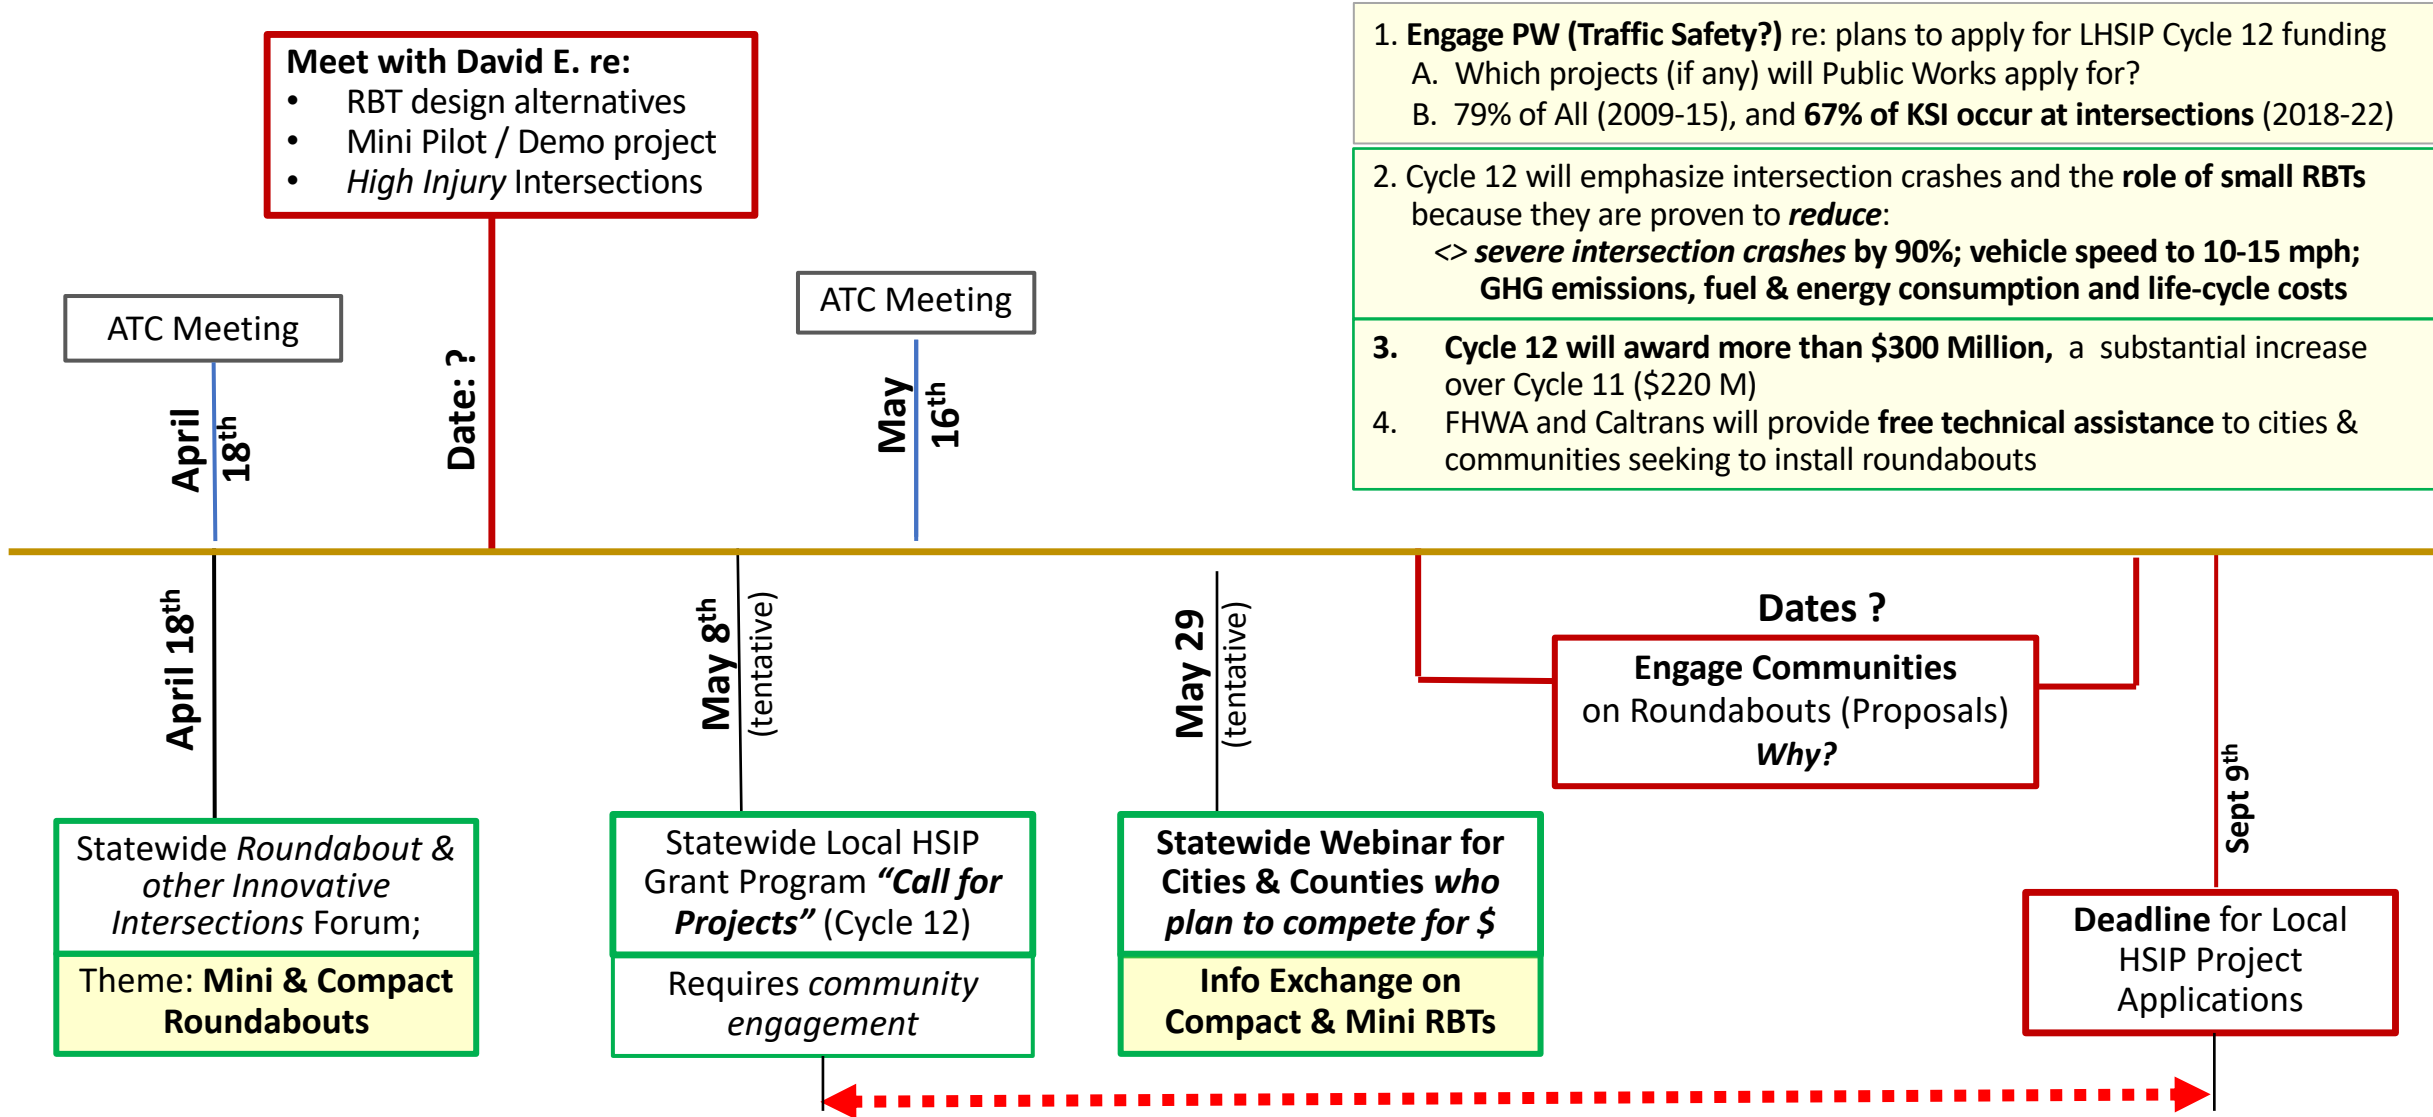 Meet with David E. re:
• RBT design alternatives
• Mini Pilot / Demo project
• High Injury Intersections
1. Engage PW (Traffic Safety?) re: plans to apply for LHSIP Cycle 12 funding
A. Which projects (if any) will Public Works apply for?
B. 79% of All (2009-15), and 67% of KSI occur at intersections (2018-22)
2. Cycle 12 will emphasize intersection crashes and the role of small RBTs
because they are proven to reduce:
<> severe intersection crashes by 90%; vehicle speed to 10-15 mph;
GHG emissions, fuel & energy consumption and life-cycle costs
3. Cycle 12 will award more than $300 Million, a substantial increase
over Cycle 11 ($220 M)
4. FHWA and Caltrans will provide free technical assistance to cities &
communities seeking to install roundabouts
ATC Meeting
April
18th
Date: ?
ATC Meeting
May
16th
April 18th
May 8th
(tentative)
May 29
(tentative)
Dates ?
Engage Communities
on Roundabouts (Proposals)
Why?
Sept 9th
Statewide Roundabout &
other Innovative
Intersections Forum;
Theme: Mini & Compact
Roundabouts
Statewide Local HSIP
Grant Program “Call for
Projects” (Cycle 12)
Requires community
engagement
Statewide Webinar for
Cities & Counties who
plan to compete for $
Info Exchange on
Compact & Mini RBTs
Deadline for Local
HSIP Project
Applications